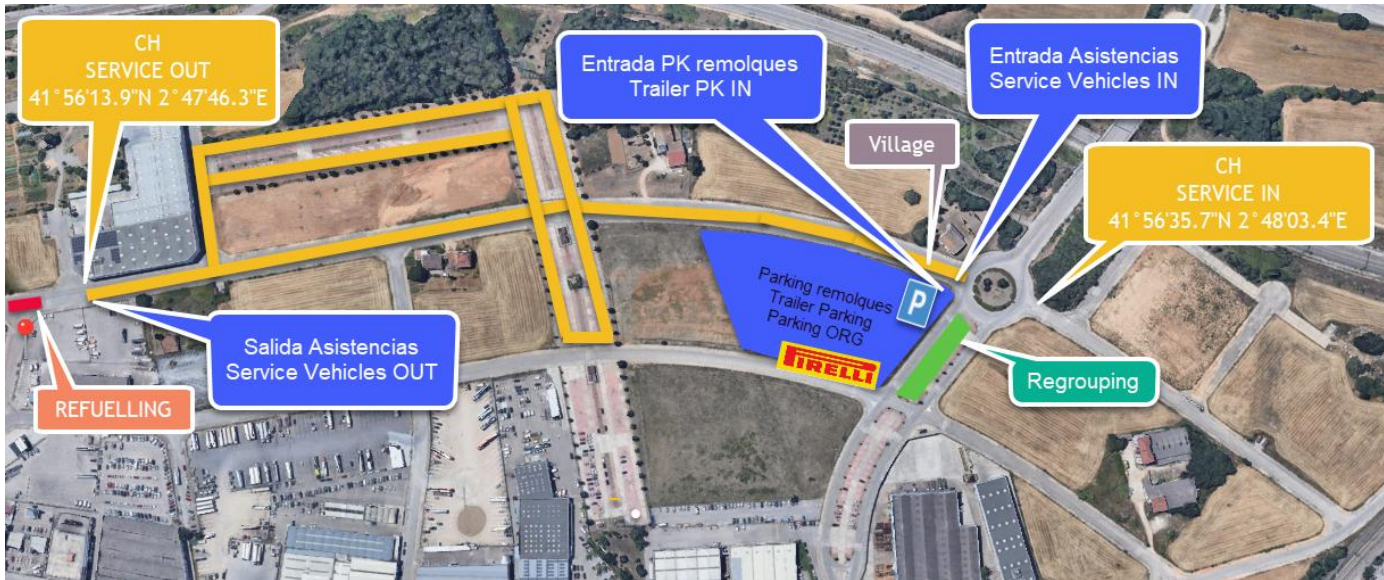 CH
SERVICE OUT
41°56'13.9"N 2°47'46.3"E
Entrada PK remolques
Trailer PK IN
Entrada Asistencias
Service Vehicles IN
Village
CH
SERVICE IN
41°56'35.7"N 2°48'03.4"E
Parking remolques
Trailer Parking
Parking ORG
P
PIRELLI
Salida Asistencias
Service Vehicles OUT
REFUELLING
Regrouping